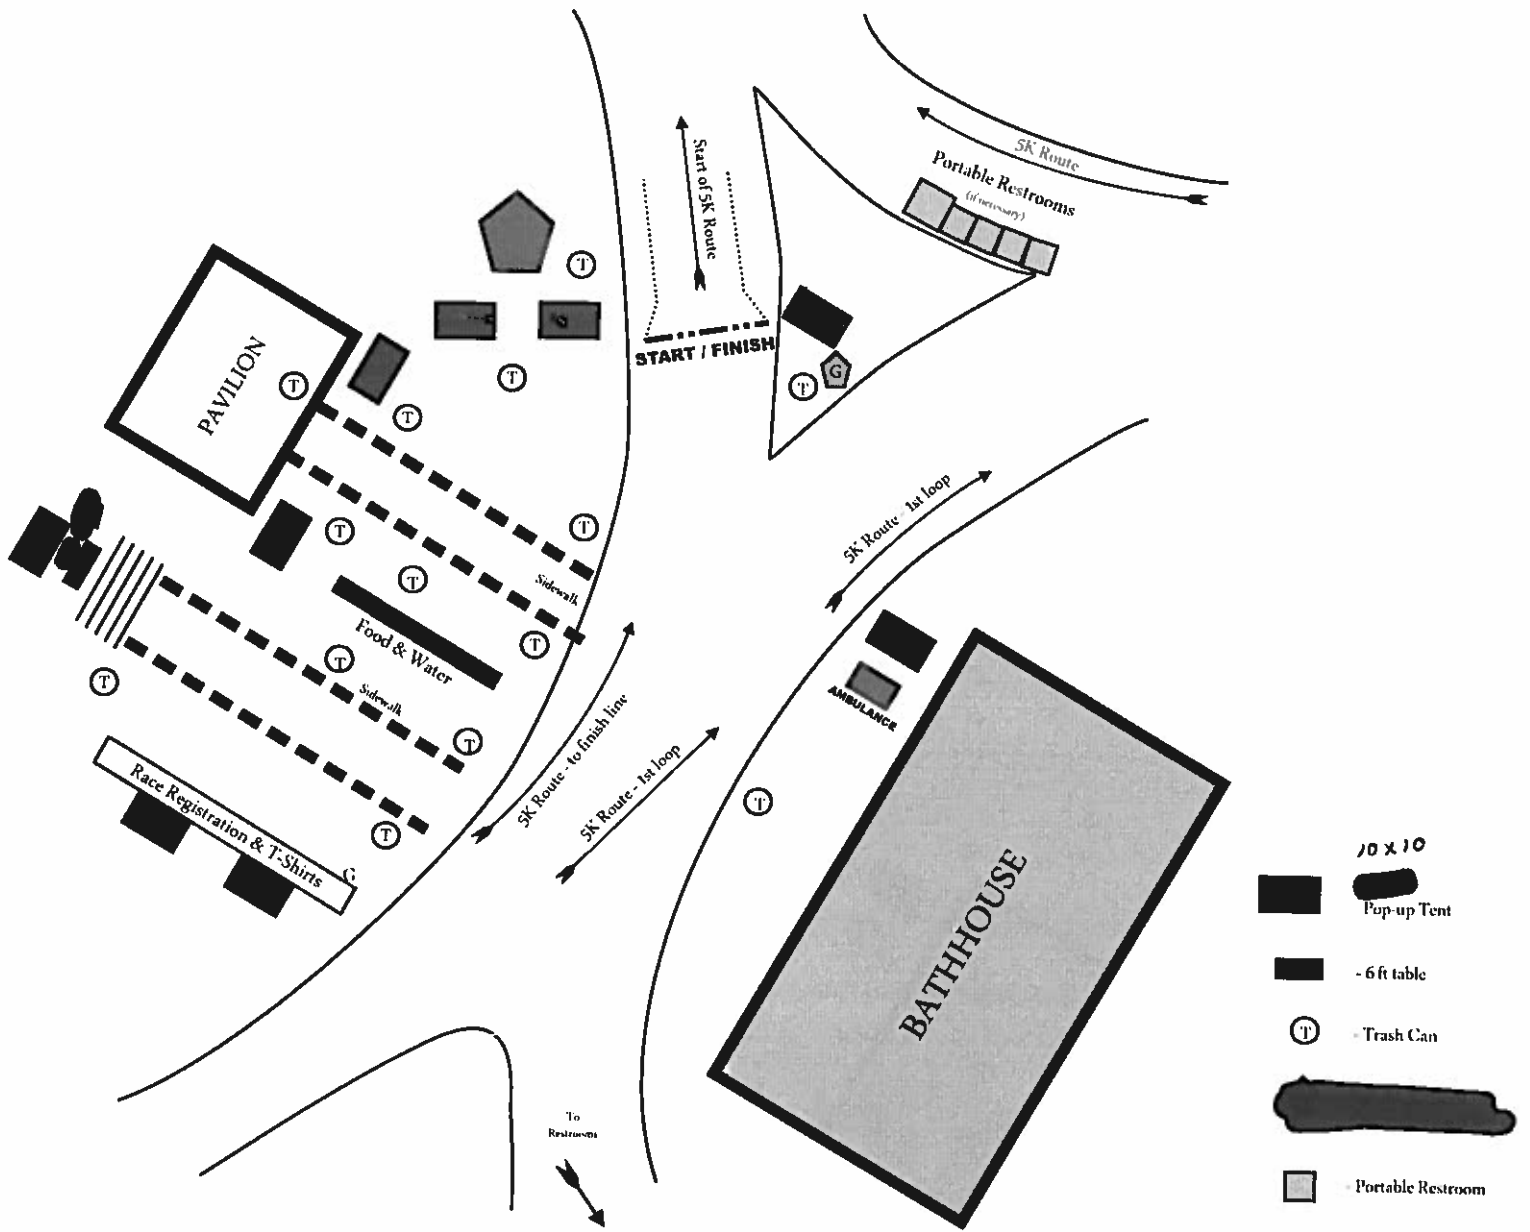 5K Route
Portable Restrooms
(if necessary)
Start of 5K Route
T
START / FINISH
T
G
T
PAVILION
T
T
T
T
T
Sidewalk
T
Food & Water
T
T
Sidewalk
T
T
5K Route - 1st loop
AMBULANCE
5K Route - to finish line
5K Route - 1st loop
T
Race Registration & T-Shirts
G
T
BATHHOUSE
To
Restrooms
10 x 10
Pop-up Tent
- 6 ft table
T
- Trash Can
- Portable Restroom